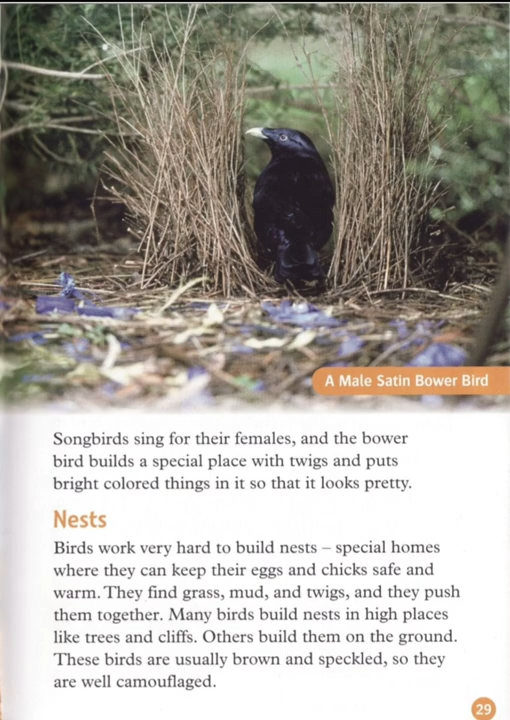 A Male Satin Bower Bird
Songbirds sing for their females, and the bower
bird builds a special place with twigs and puts
bright colored things in it so that it looks pretty.
Nests
Birds work very hard to build nests – special homes
where they can keep their eggs and chicks safe and
warm. They find grass, mud, and twigs, and they push
them together. Many birds build nests in high places
like trees and cliffs. Others build them on the ground.
These birds are usually brown and speckled, so they
are well camouflaged.
29